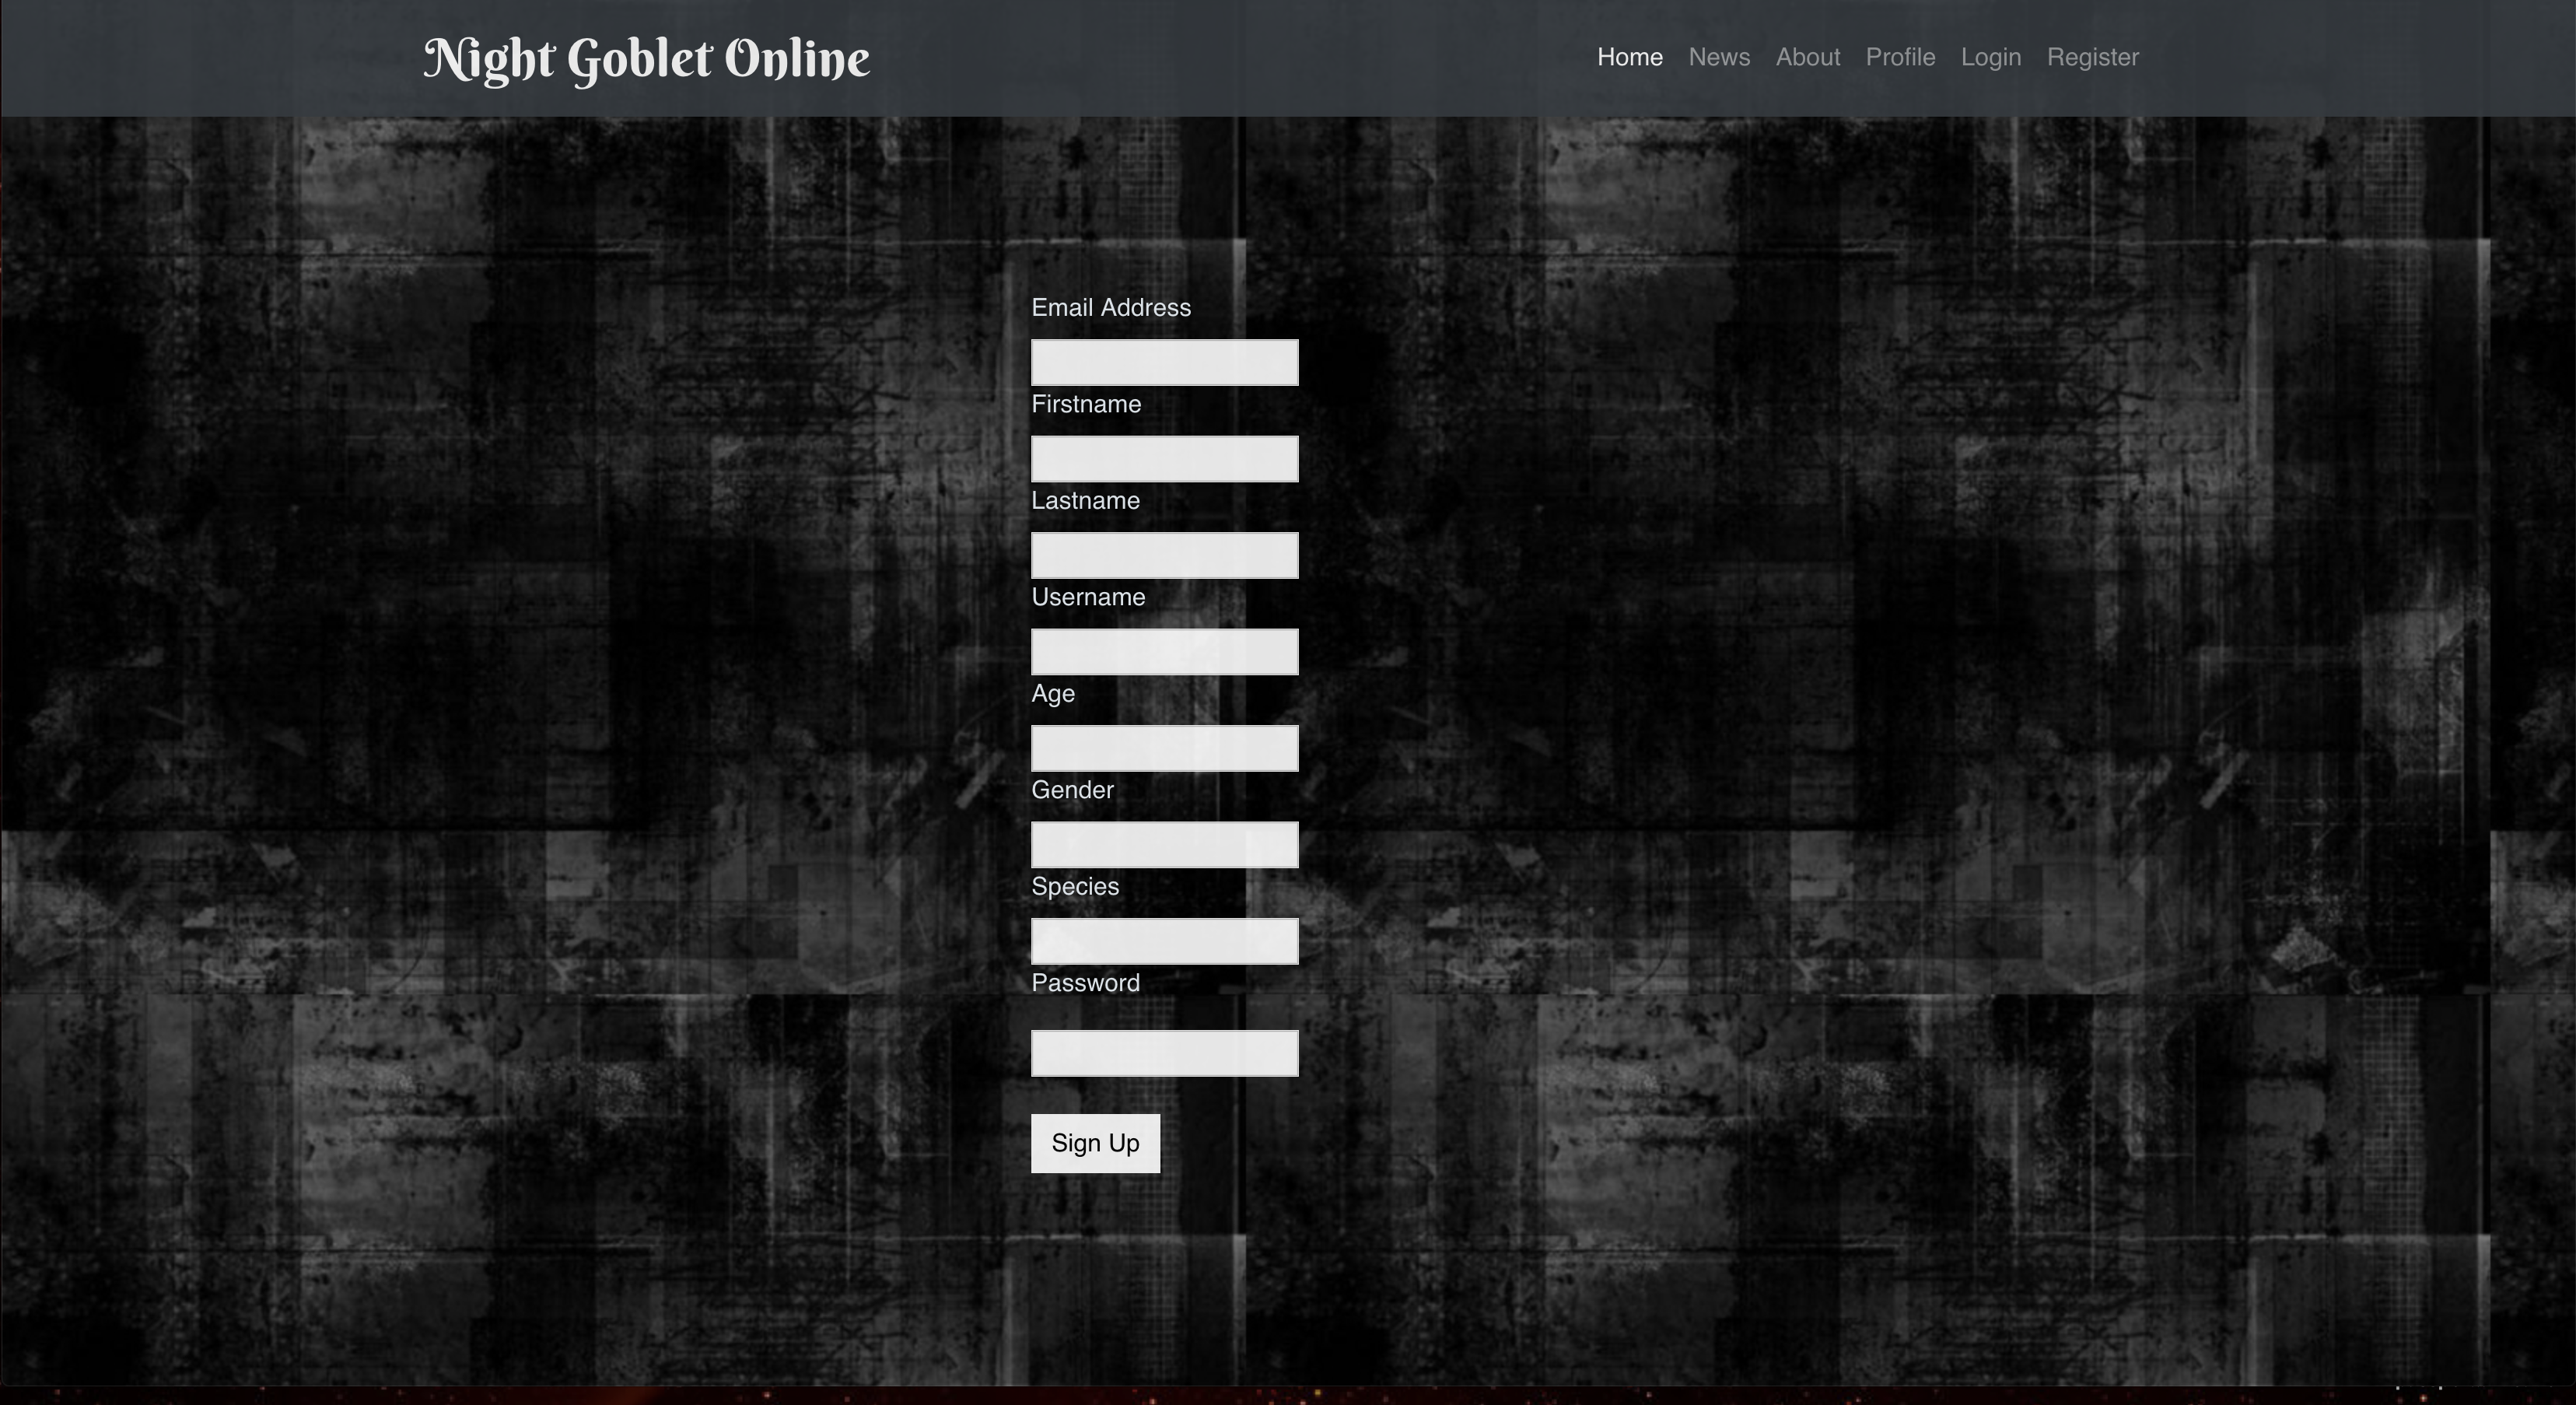 Night Goblet Online
Home News About Profile Login Register
Email Address
Firstname
Lastname
Username
Age
Gender
Species
Password
Sign Up